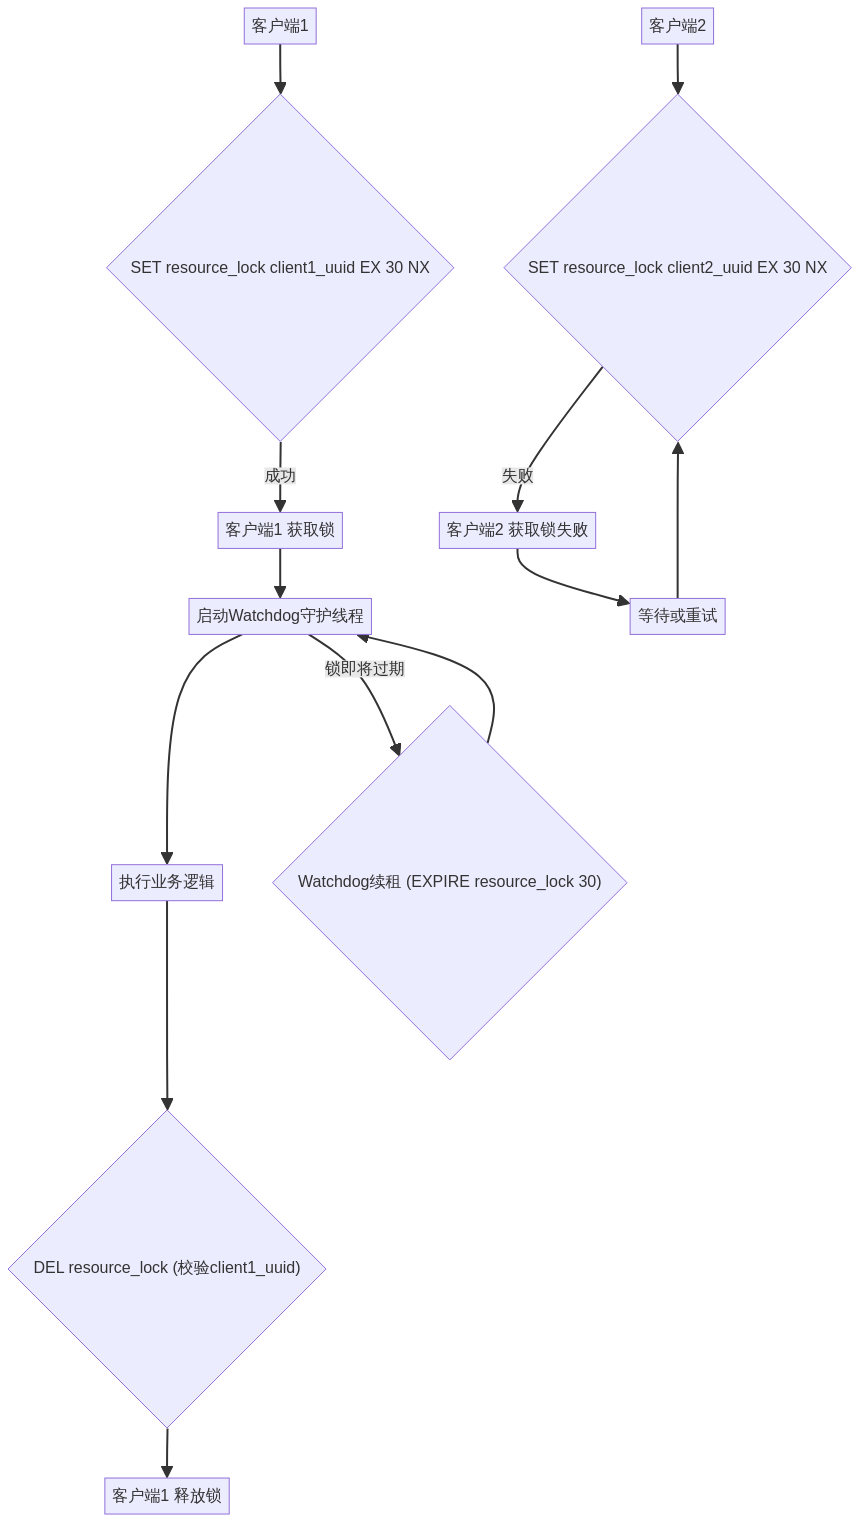 客户端1
客户端2
SET resource_lock client1_uuid EX 30 NX
SET resource_lock client2_uuid EX 30 NX
成功
失败
客户端1 获取锁
客户端2 获取锁失败
启动Watchdog守护线程
等待或重试
锁即将过期
执行业务逻辑
Watchdog续租 (EXPIRE resource_lock 30)
DEL resource_lock (校验client1_uuid)
客户端1 释放锁